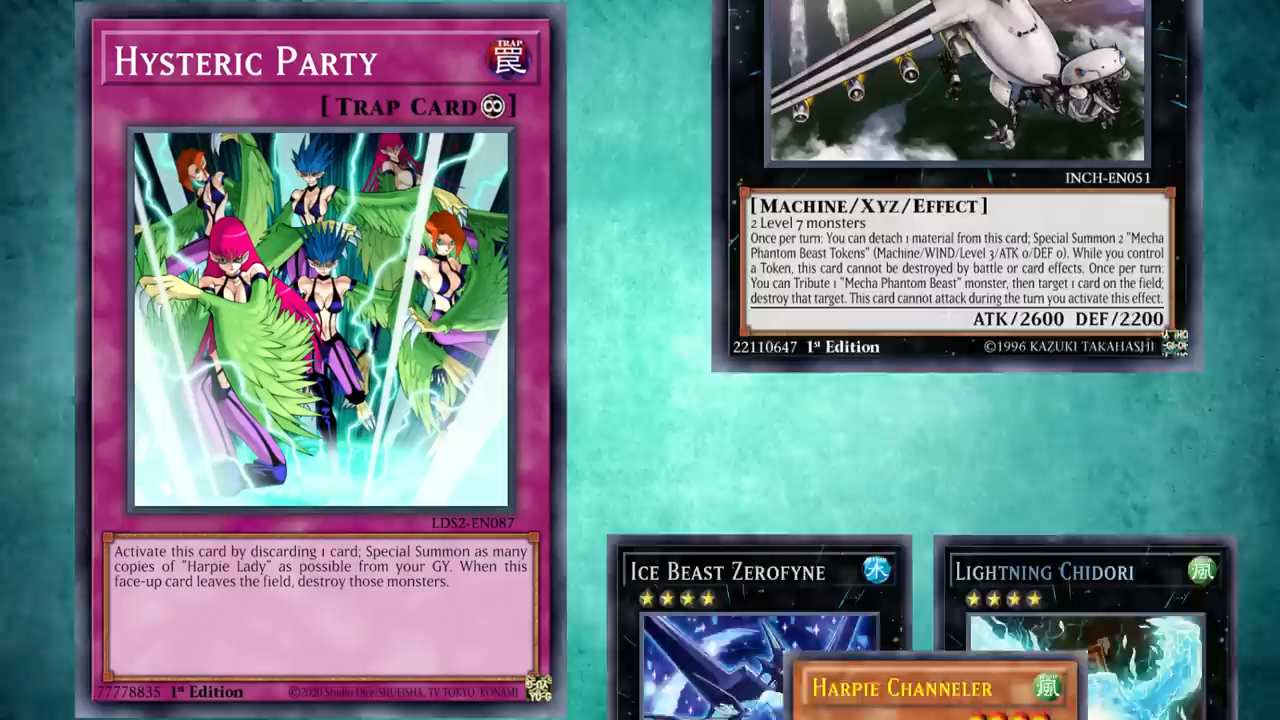 HYSTERIC PARTY
TRAP
罠
[TRAP CARD ]
LDS2-EN087
Activate this card by discarding 1 card; Special Summon as many
copies of "Harpie Lady" as possible from your GY. When this
face-up card leaves the field, destroy those monsters.
77778835 1st Edition
©2020 Studio Dice/SHUEISHA, TV TOKYO, KONAMI
INCH-EN051
[MACHINE/XYZ/EFFECT]
2 Level 7 monsters
Once per turn: You can detach 1 material from this card; Special Summon 2 "Mecha
Phantom Beast Tokens" (Machine/WIND/Level 3/ATK 0/DEF 0). While you control
a Token, this card cannot be destroyed by battle or card effects. Once per turn:
You can Tribute 1 "Mecha Phantom Beast" monster, then target 1 card on the field;
destroy that target. This card cannot attack during the turn you activate this effect.
ATK/2600 DEF/2200
22110647 1st Edition
©1996 KAZUKI TAKAHASHI
ICE BEAST ZEROFYNE
水
LIGHTNING CHIDORI
風
HARPIE CHANNELER
風